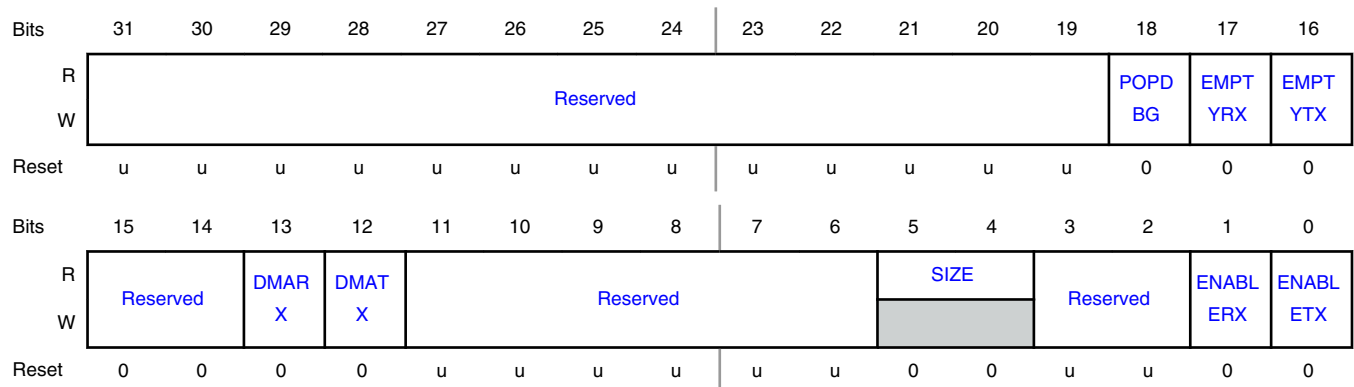 Bits 31 30 29 28 27 26 25 24 23 22 21 20 19 18 17 16
R
Reserved
POPD EMPT EMPT
BG YRX YTX
W
Reset u u u u u u u u u u u u u 0 0 0
Bits 15 14 13 12 11 10 9 8 7 6 5 4 3 2 1 0
R
SIZE
DMAR DMAT ENABL ENABL
Reserved Reserved Reserved
X X ERX ETX
W
Reset 0 0 0 0 u u u u u u 0 0 u u 0 0